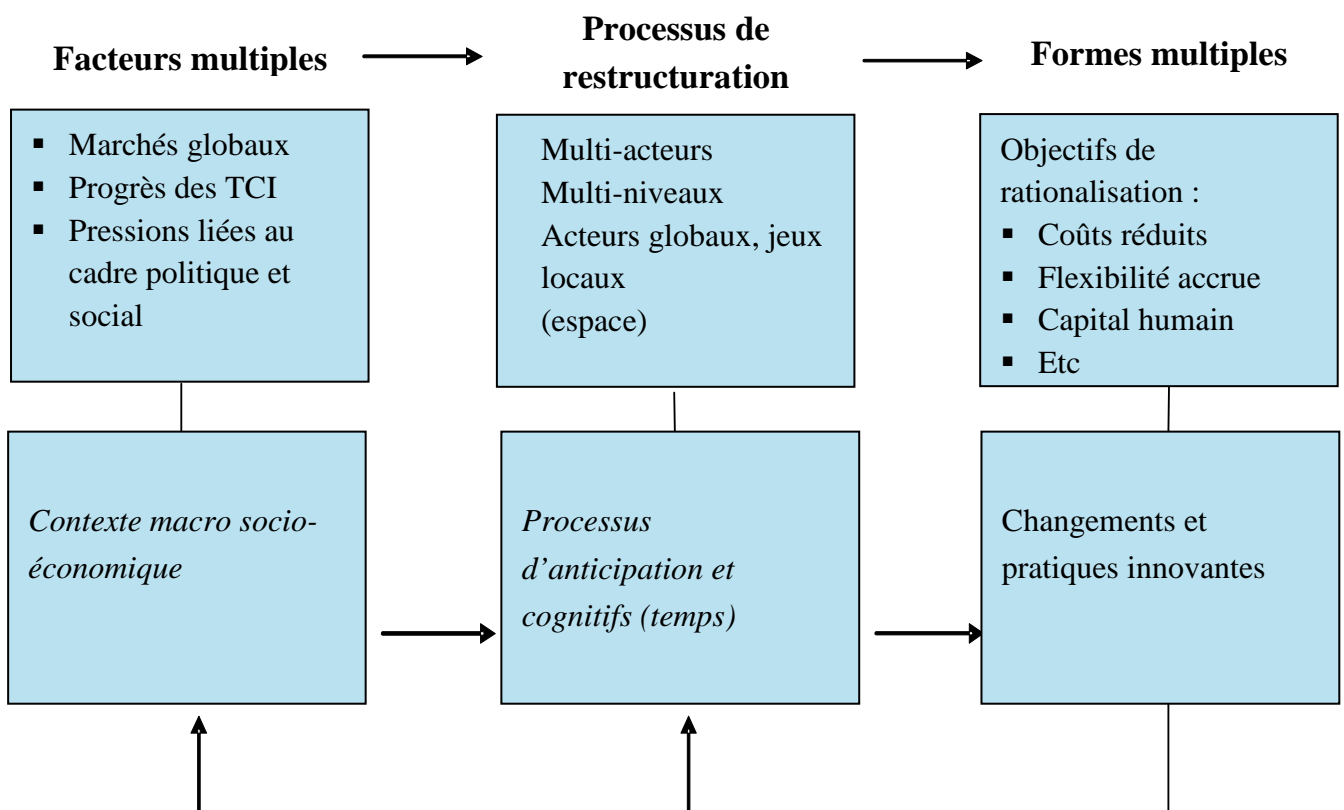 Facteurs multiples
Processus de
restructuration
Formes multiples
▪ Marchés globaux
▪ Progrès des TCI
▪ Pressions liées au
cadre politique et
social
Multi-acteurs
Multi-niveaux
Acteurs globaux, jeux
locaux
(espace)
Objectifs de
rationalisation :
▪ Coûts réduits
▪ Flexibilité accrue
▪ Capital humain
▪ Etc
Contexte macro socio-
économique
Processus
d’anticipation et
cognitifs (temps)
Changements et
pratiques innovantes